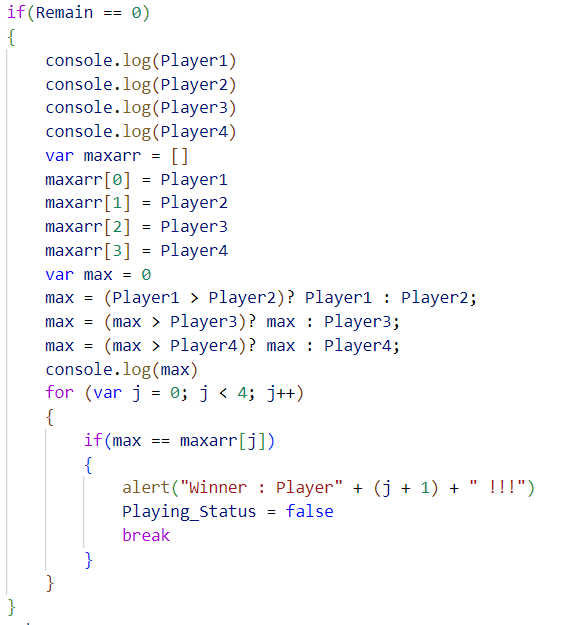 if(Remain == 0)
{
    console.log(Player1)
    console.log(Player2)
    console.log(Player3)
    console.log(Player4)
    var maxarr = []
    maxarr[0] = Player1
    maxarr[1] = Player2
    maxarr[2] = Player3
    maxarr[3] = Player4
    var max = 0
    max = (Player1 > Player2)? Player1 : Player2;
    max = (max > Player3)? max : Player3;
    max = (max > Player4)? max : Player4;
    console.log(max)
    for (var j = 0; j < 4; j++)
    {
        if(max == maxarr[j])
        {
            alert("Winner : Player" + (j + 1) + " !!!")
            Playing_Status = false
            break
        }
    }
}